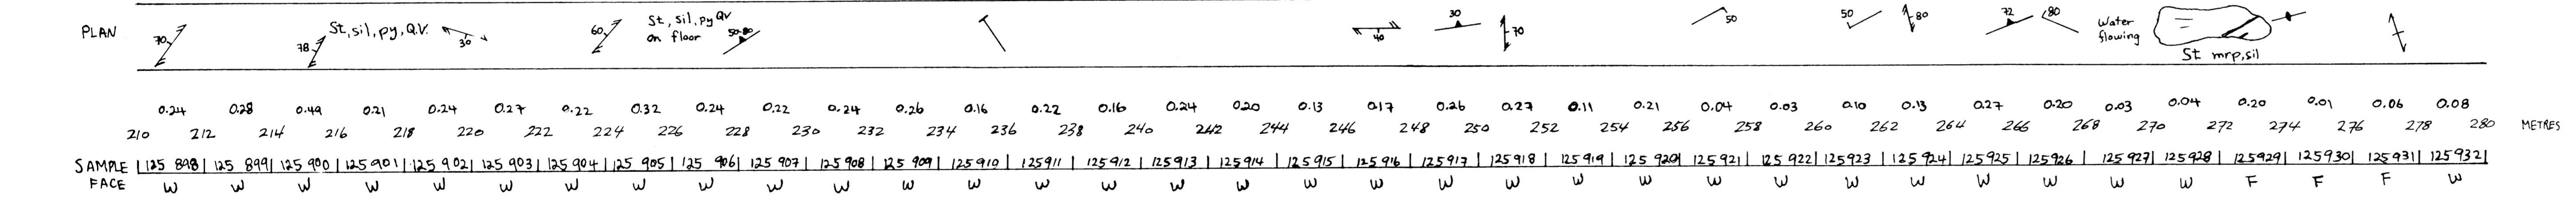 PLAN 70 78 St, sil, py, Q.V. 30 60 St, sil, py QV on floor 50-80 40 30 70 50 50 80 72 80 Water flowing St mrp, sil
0.24 0.28 0.49 0.21 0.24 0.27 0.22 0.32 0.24 0.22 0.24 0.26 0.16 0.22 0.16 0.24 0.20 0.13 0.17 0.26 0.27 0.11 0.21 0.04 0.03 0.10 0.13 0.27 0.20 0.03 0.04 0.20 0.01 0.06 0.08
210 212 214 216 218 220 222 224 226 228 230 232 234 236 238 240 242 244 246 248 250 252 254 256 258 260 262 264 266 268 270 272 274 276 278 280 METRES
SAMPLE 125 898 125 899 125 900 125 901 125 902 125 903 125 904 125 905 125 906 125 907 125 908 125 909 125 910 125 911 125 912 125 913 125 914 125 915 125 916 125 917 125 918 125 919 125 920 125 921 125 922 125 923 125 924 125 925 125 926 125 927 125 928 125 929 125 930 125 931 125 932
FACE W W W W W W W W W W W W W W W W W W W W W W W W W W W W W W W F F F W